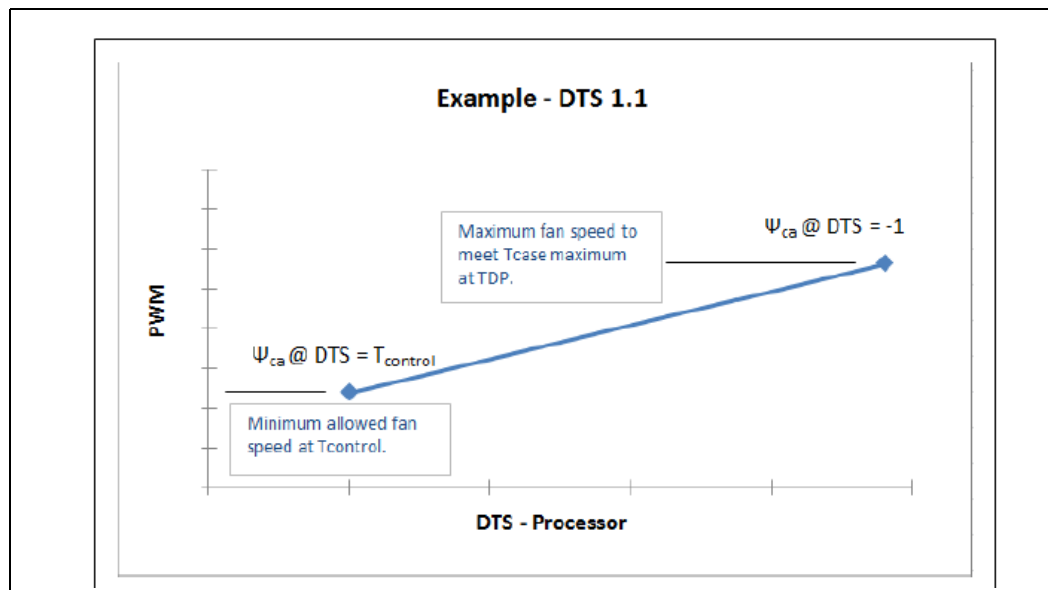 Example - DTS 1.1
Ψca @ DTS = -1
Maximum fan speed to
meet Tcase maximum
at TDP.
PWM
Ψca @ DTS = Tcontrol
Minimum allowed fan
speed at Tcontrol.
DTS - Processor